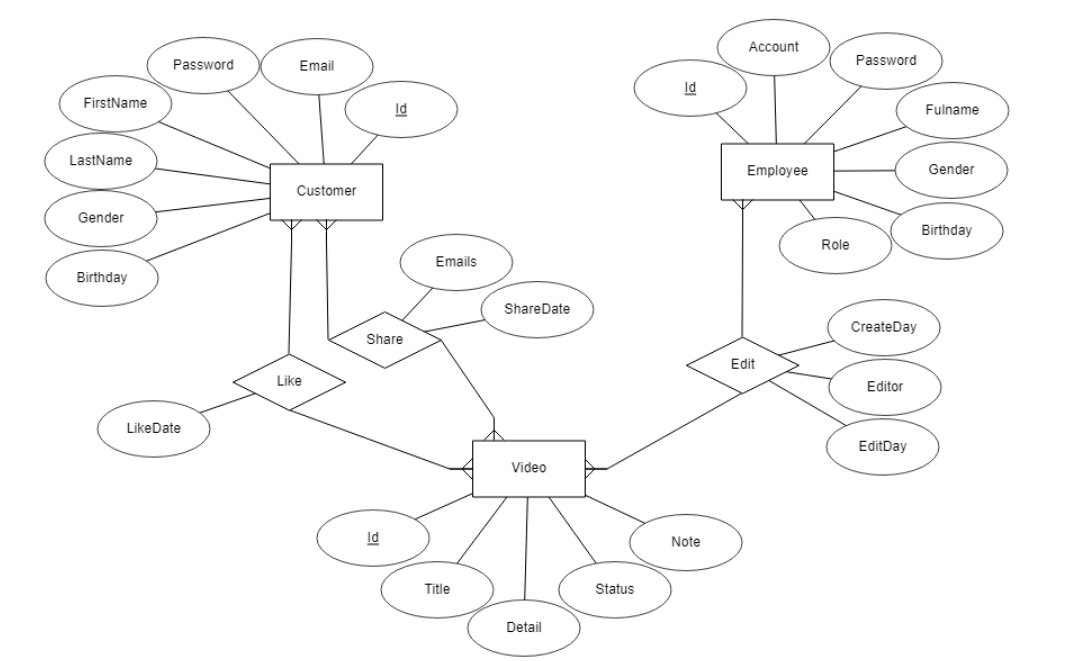 Account
Password
Email
Password
Id
FirstName
Id
Fulname
LastName
Customer
Employee
Gender
Gender
Birthday
Role
Birthday
Emails
ShareDate
CreateDay
Share
Edit
Like
Editor
LikeDate
EditDay
Video
Id
Note
Title
Status
Detail